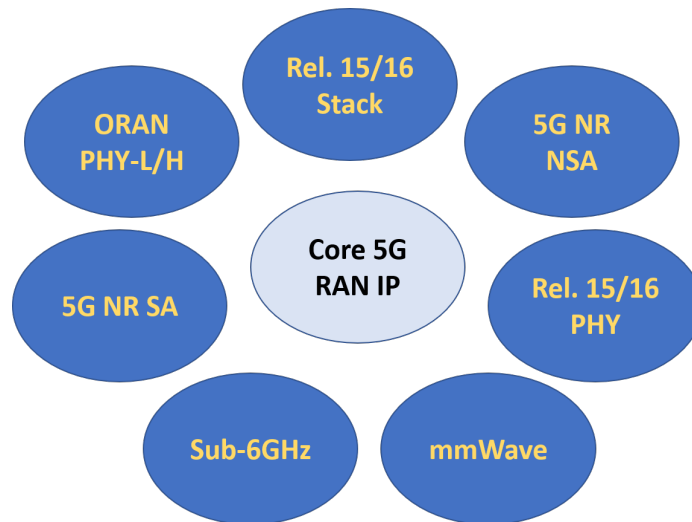 Rel. 15/16
Stack
ORAN
PHY-L/H
5G NR
NSA
Core 5G
RAN IP
5G NR SA
Rel. 15/16
PHY
Sub-6GHz
mmWave